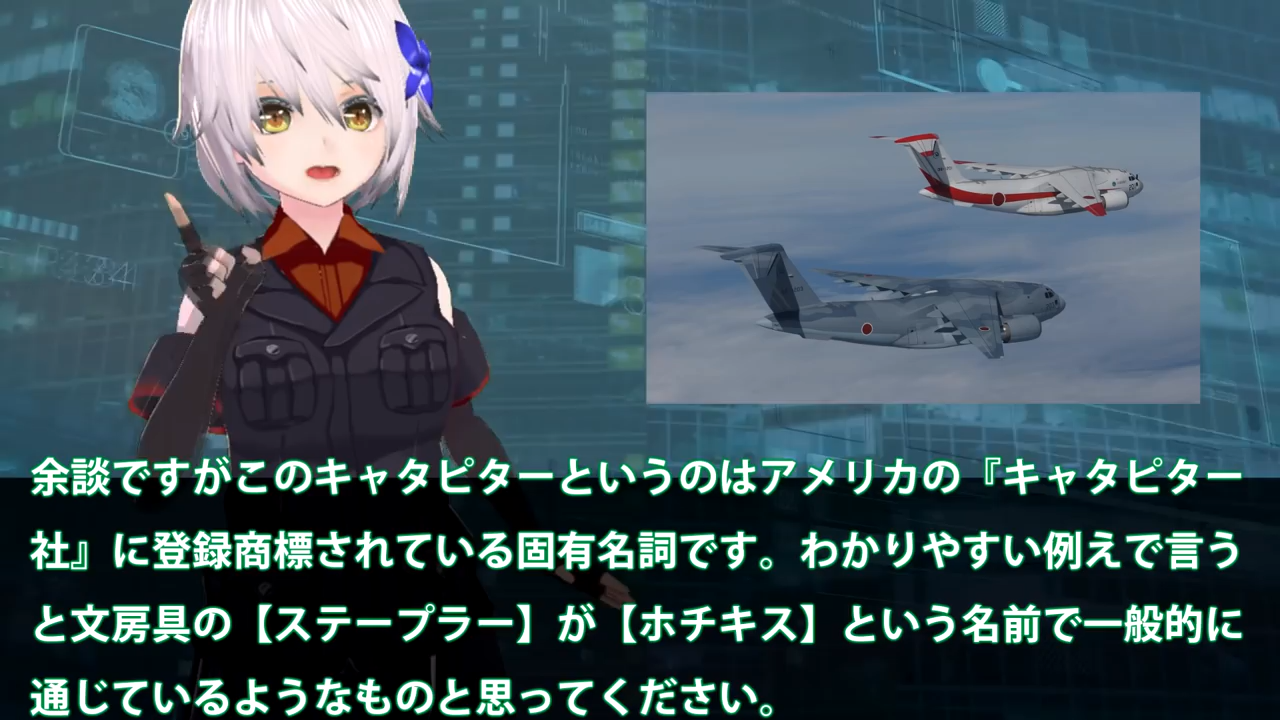 余談ですがこのキャタピターというのはアメリカの『キャタピター
社』に登録商標されている固有名詞です。わかりやすい例えで言う
と文房具の【ステープラー】が【ホチキス】という名前で一般的に
通じているようなものと思ってください。